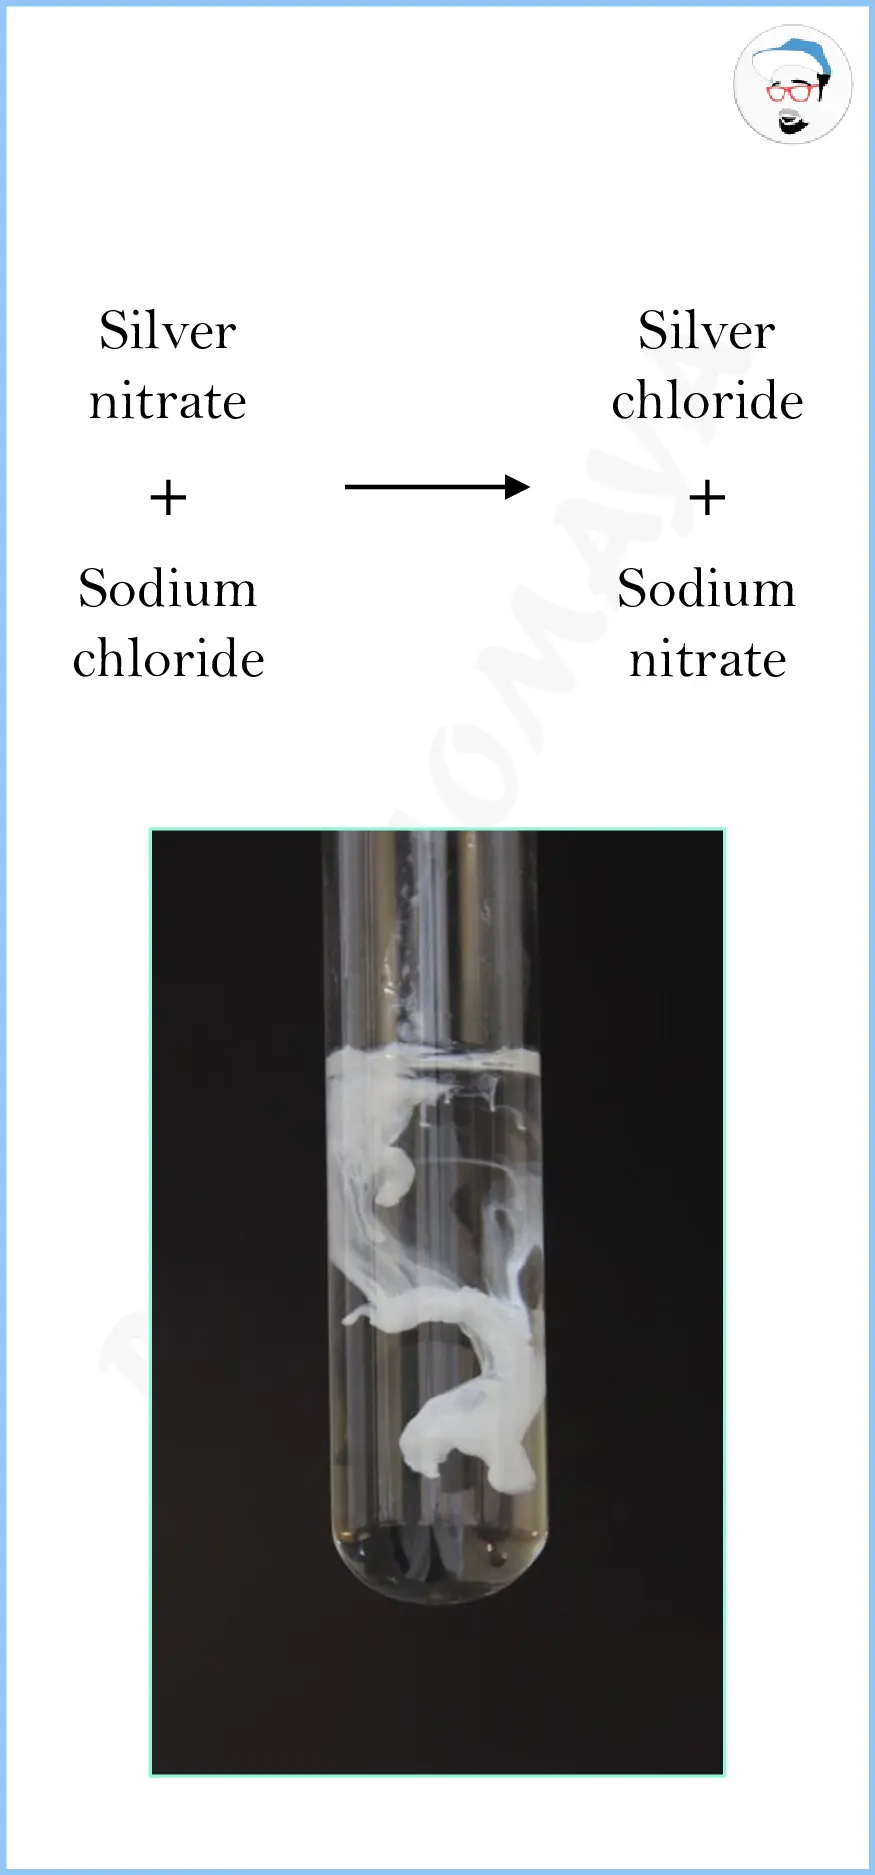 Silver
nitrate
+
Sodium
chloride
Silver
chloride
+
Sodium
nitrate